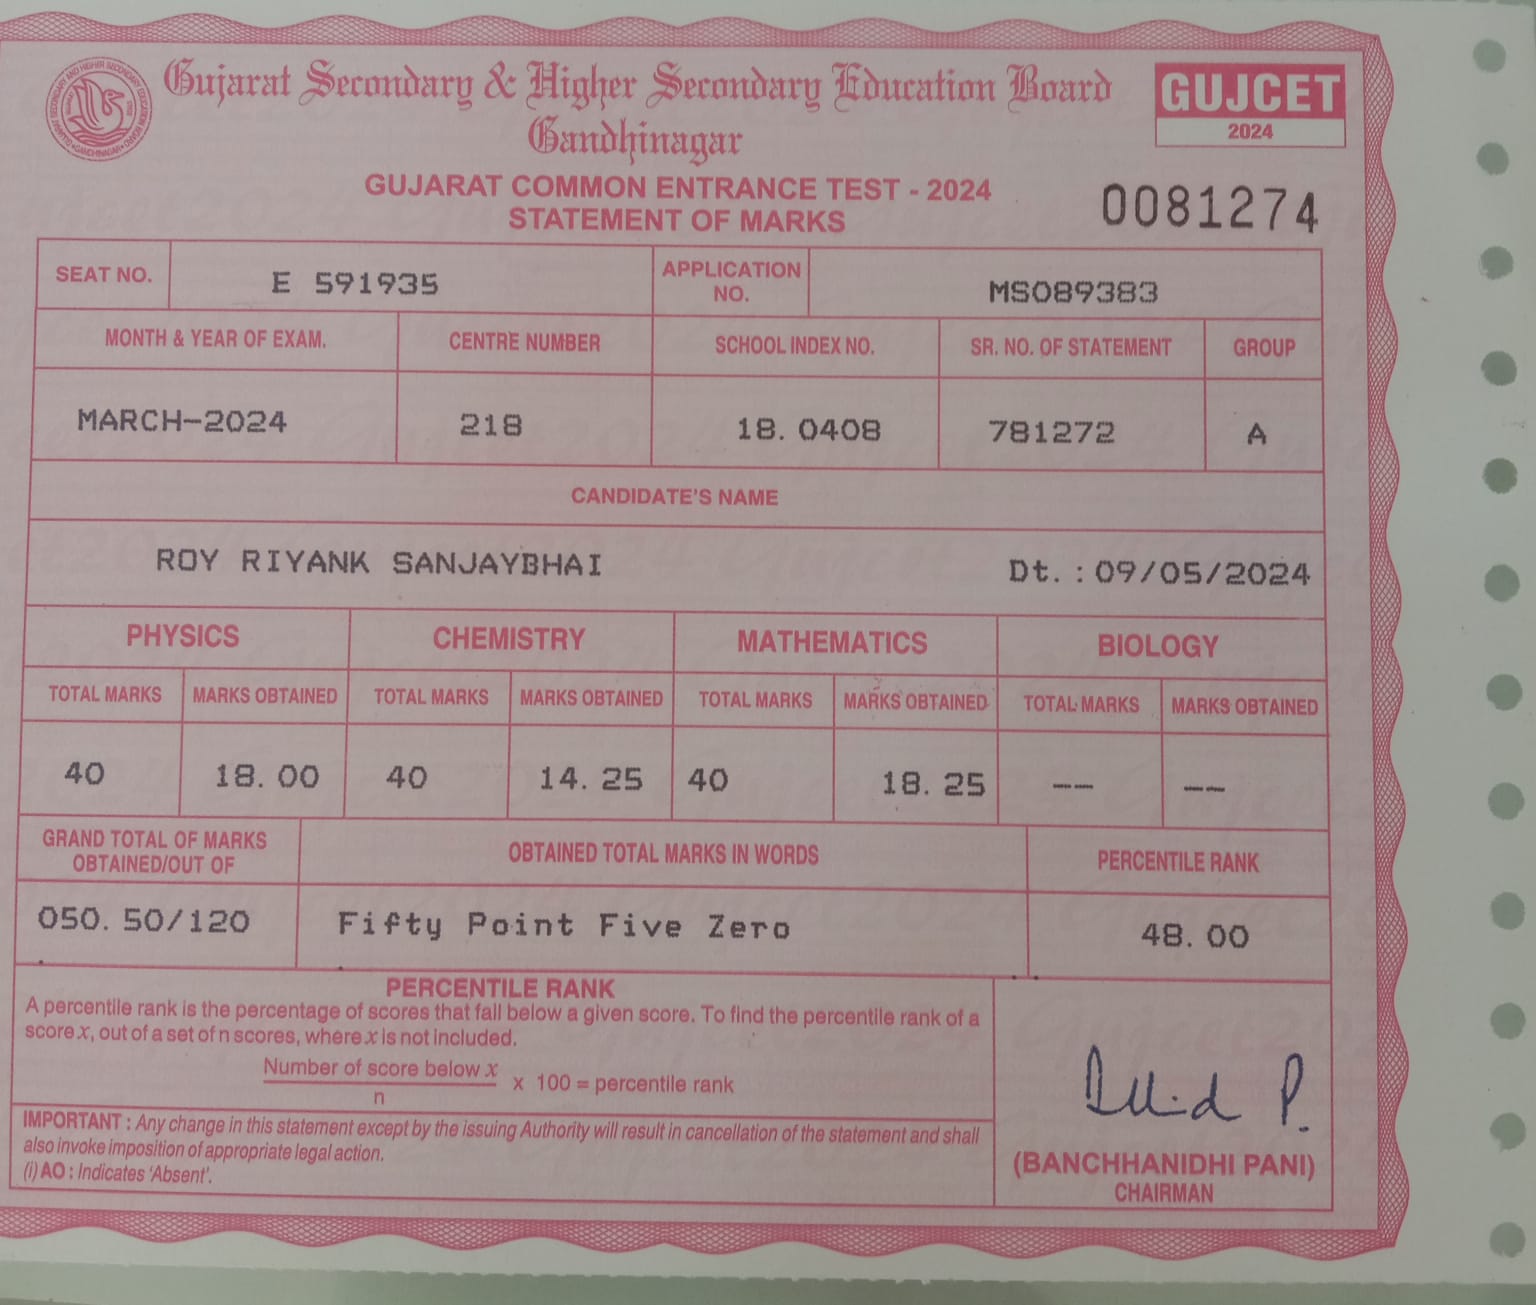 Gujarat Secondary & Higher Secondary Education Board
Gandhinagar
GUJCET
2024
GUJARAT COMMON ENTRANCE TEST - 2024
STATEMENT OF MARKS
0081274
SEAT NO. E 591935 APPLICATION NO. MS089383
MONTH & YEAR OF EXAM. CENTRE NUMBER SCHOOL INDEX NO. SR. NO. OF STATEMENT GROUP
MARCH-2024 218 18. 0408 781272 A
CANDIDATE'S NAME
ROY RIYANK SANJAYBHAI Dt. : 09/05/2024
PHYSICS CHEMISTRY MATHEMATICS BIOLOGY
TOTAL MARKS MARKS OBTAINED TOTAL MARKS MARKS OBTAINED TOTAL MARKS MARKS OBTAINED TOTAL MARKS MARKS OBTAINED
40 18. 00 40 14. 25 40 18. 25 -- --
GRAND TOTAL OF MARKS OBTAINED/OUT OF OBTAINED TOTAL MARKS IN WORDS PERCENTILE RANK
050. 50/120 Fifty Point Five Zero 48. 00
PERCENTILE RANK
A percentile rank is the percentage of scores that fall below a given score. To find the percentile rank of a
score x, out of a set of n scores, where x is not included.
Number of score below x
n
x 100 = percentile rank
IMPORTANT : Any change in this statement except by the issuing Authority will result in cancellation of the statement and shall
also invoke imposition of appropriate legal action.
(i) AO : Indicates 'Absent'.
(BANCHHANIDHI PANI)
CHAIRMAN